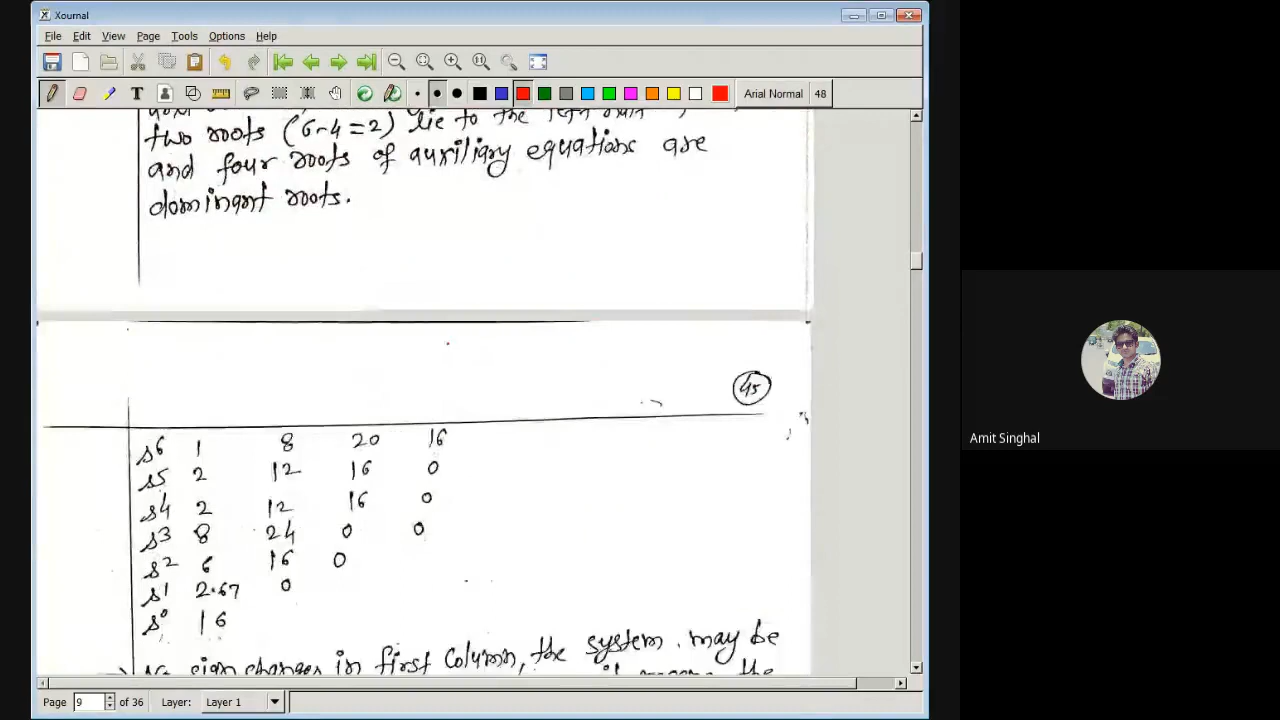 Xournal
File Edit View Page Tools Options Help
Arial Normal 48
two roots (6-4=2) lie to the
and four roots of auxiliary equations are
dominant roots.
45
s6 1 8 20 16
s5 2 12 16 0
s4 2 12 16 0
s3 8 24 0 0
s2 6 16 0
s1 2.67 0
s0 16
No sign changes in first column, the system may be
the
Page 9 of 36 Layer: Layer 1
Amit Singhal